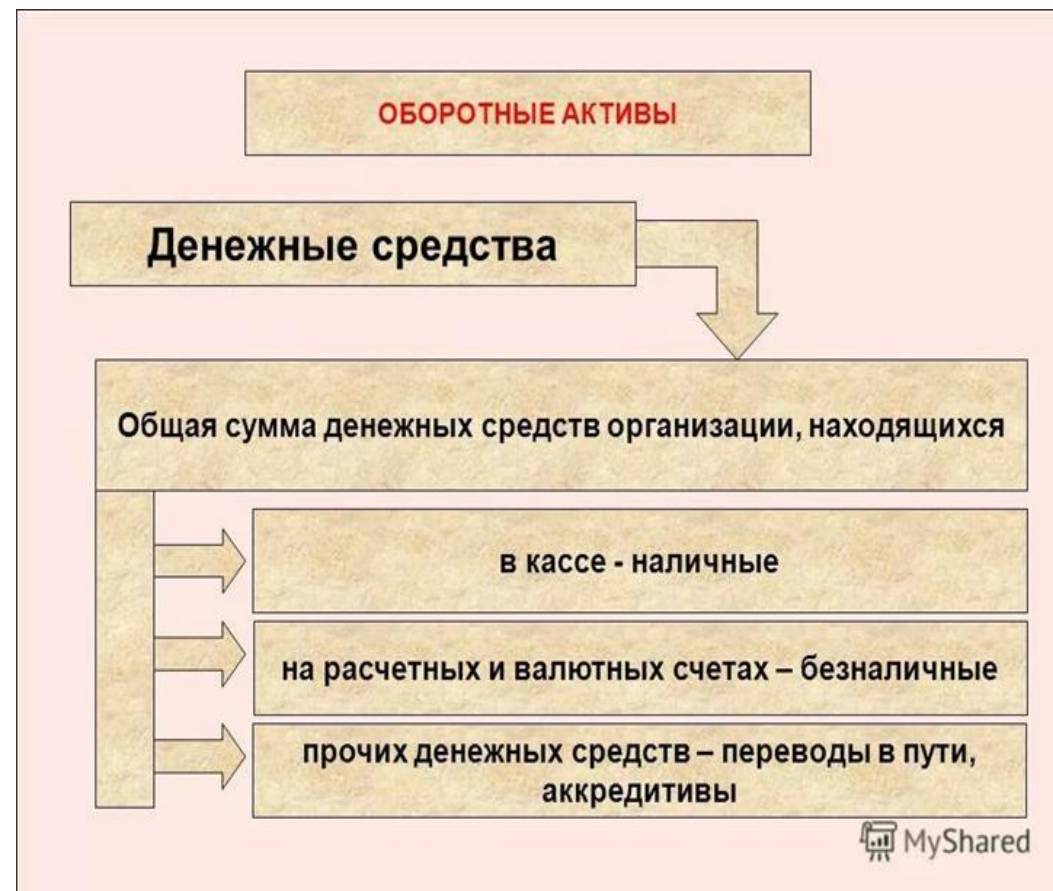 ОБОРОТНЫЕ АКТИВЫ
Денежные средства
Общая сумма денежных средств организации, находящихся
в кассе - наличные
на расчетных и валютных счетах – безналичные
прочих денежных средств – переводы в пути,
аккредитивы
MyShared